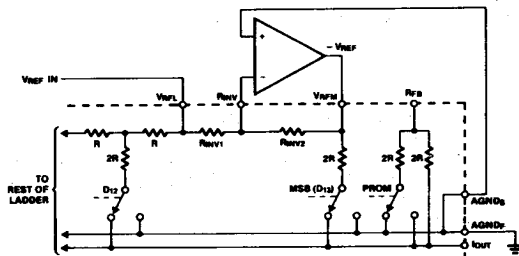 +
− VREF
−
VREF IN
VRFL
RINV
VRFM
RFB
R
R
RINV1
RINV2
2R
2R
2R
2R
TO
REST OF
LADDER
D12
MSB (D13)
PROM
AGNDS
AGNDF
IOUT